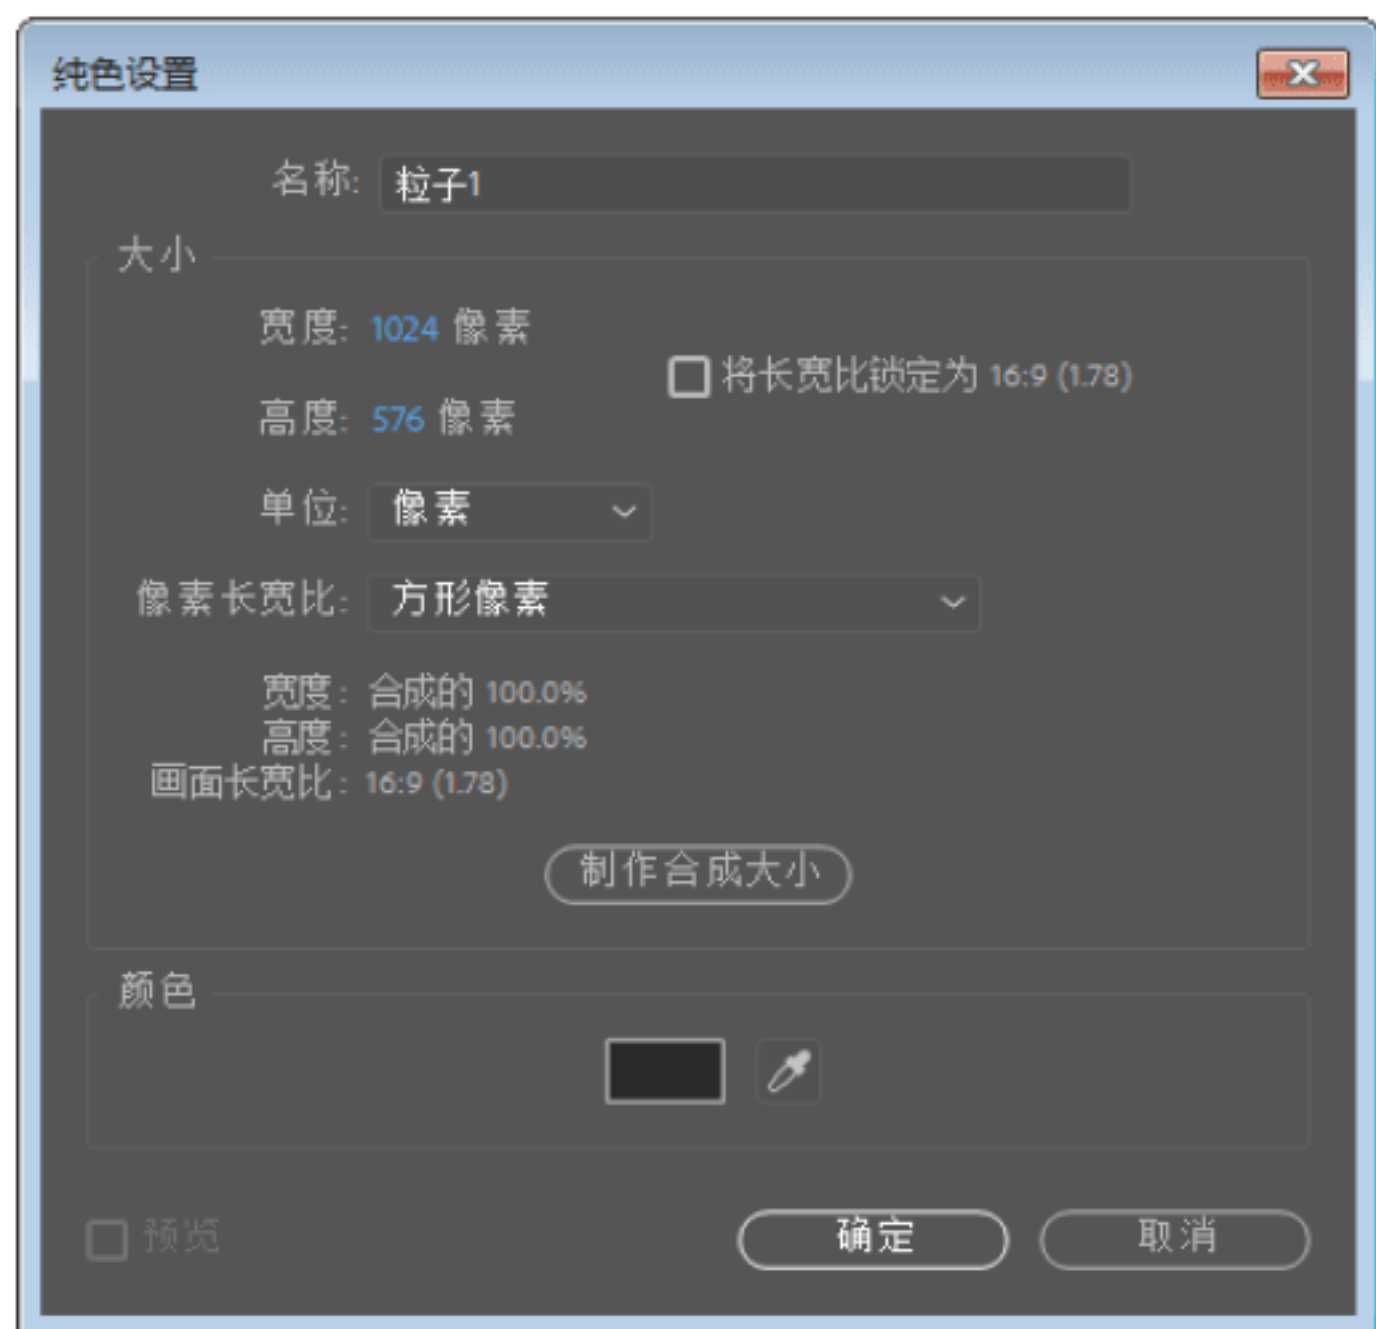 纯色设置
名称: 粒子1
大小
宽度: 1024 像素
将长宽比锁定为 16:9 (1.78)
高度: 576 像素
单位: 像素
像素长宽比: 方形像素
宽度: 合成的 100.0%
高度: 合成的 100.0%
画面长宽比: 16:9 (1.78)
制作合成大小
颜色
预览
确定
取消